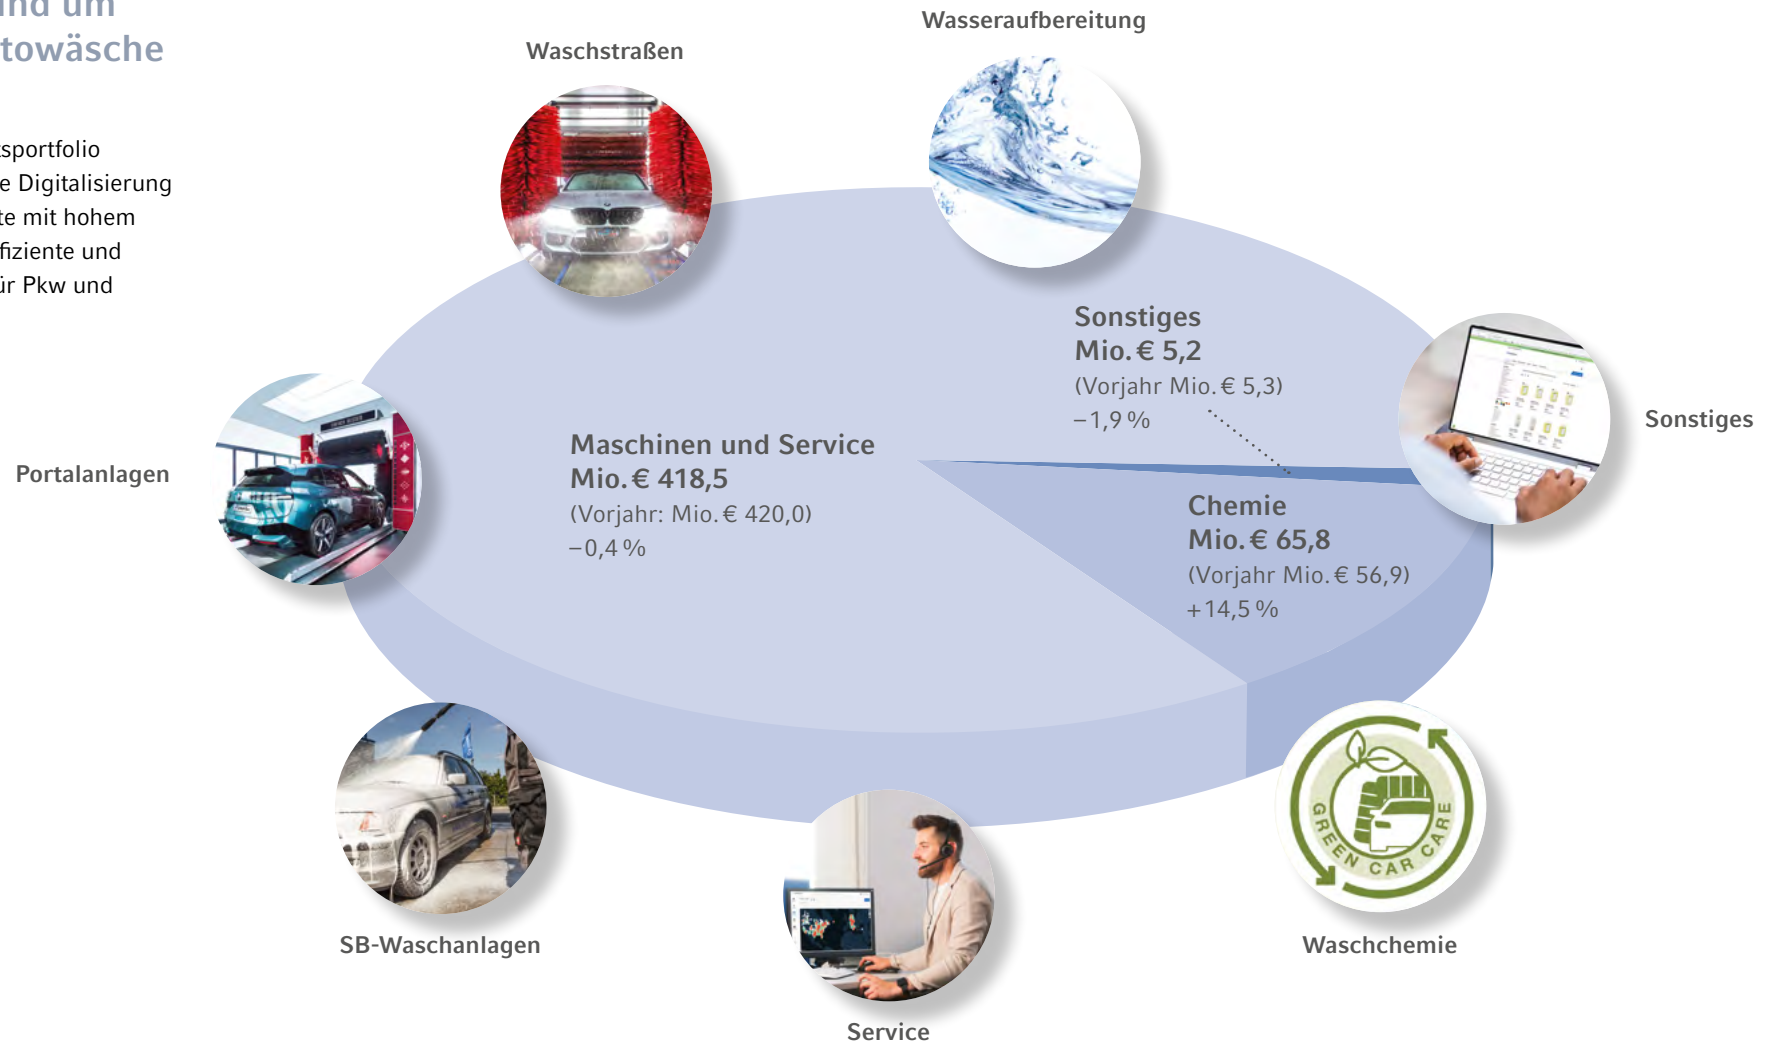 um
towäsche
sportfolio
e Digitalisierung
te mit hohem
fiziente und
ür Pkw und
Wasseraufbereitung
Waschstraßen
Sonstiges
Mio. € 5,2
(Vorjahr Mio. € 5,3)
–1,9 %
Sonstiges
Maschinen und Service
Mio. € 418,5
(Vorjahr: Mio. € 420,0)
–0,4 %
Portalanlagen
Chemie
Mio. € 65,8
(Vorjahr Mio. € 56,9)
+14,5 %
GREEN CAR CARE
SB-Waschanlagen
Waschchemie
Service